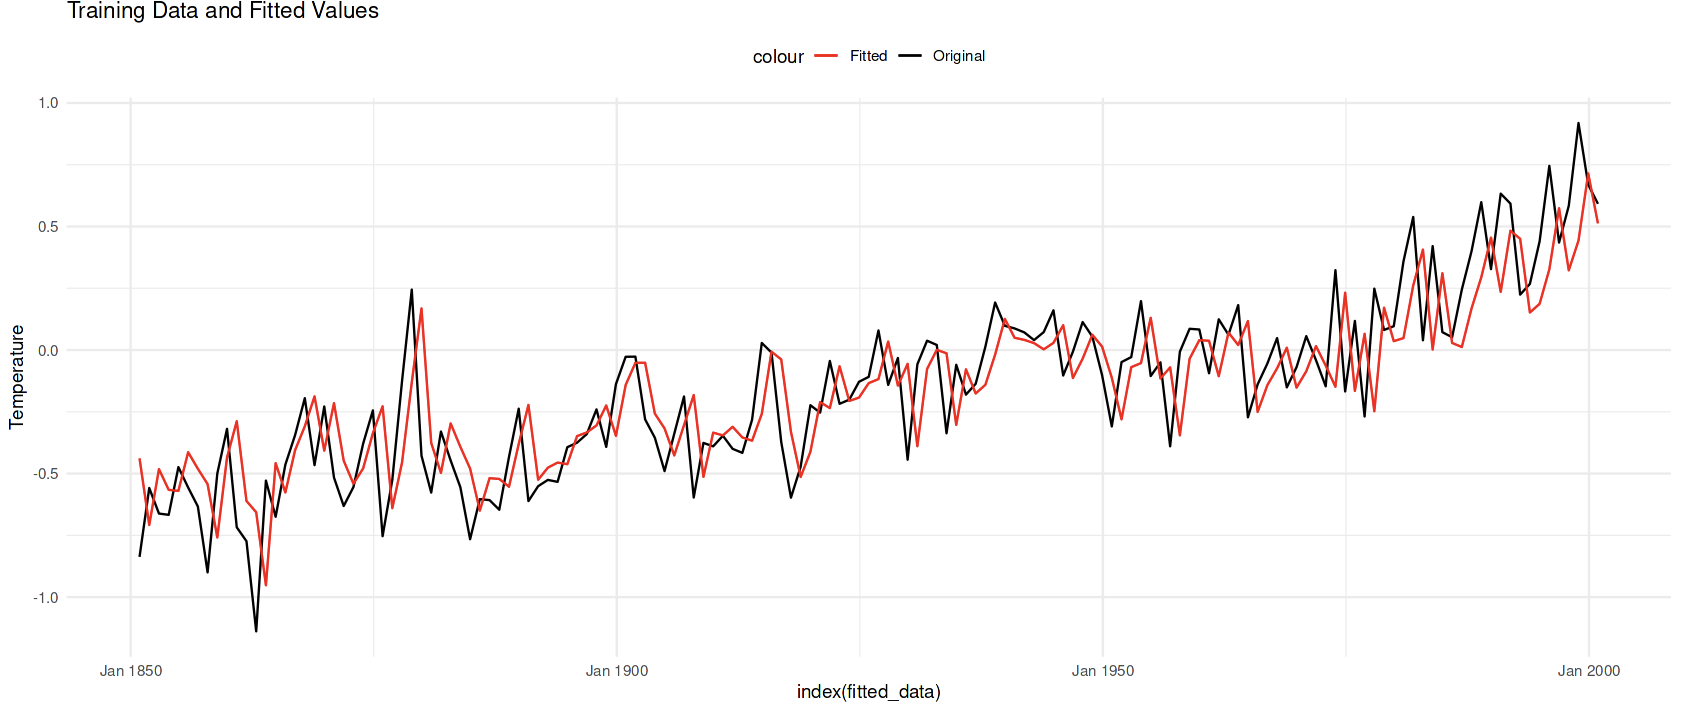 Training Data and Fitted Values
colour Fitted Original
1.0
0.5
0.0
-0.5
-1.0
Temperature
Jan 1850 Jan 1900 Jan 1950 Jan 2000
index(fitted_data)